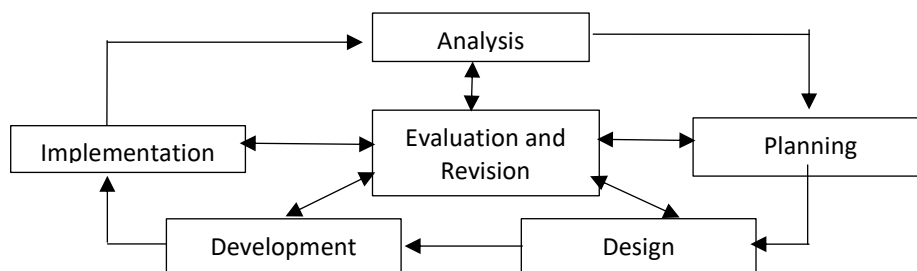 Analysis
Implementation
Evaluation and
Revision
Planning
Development
Design